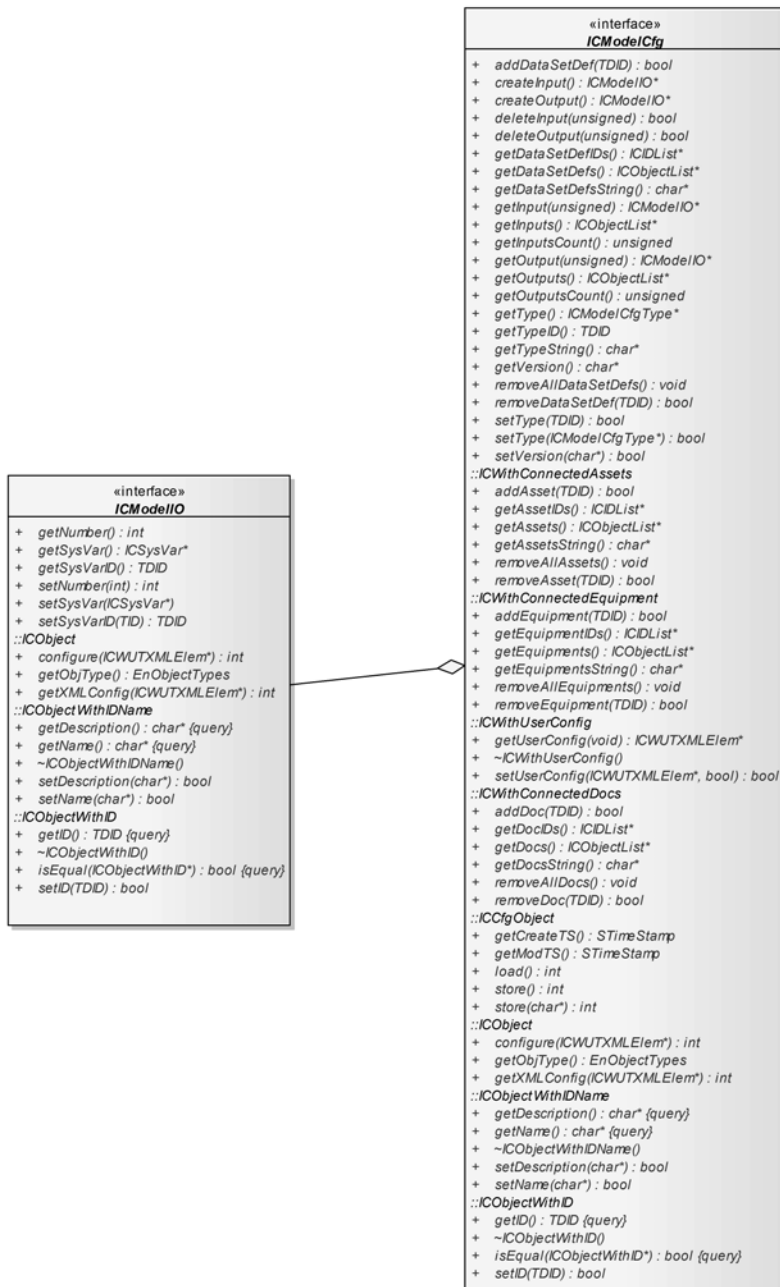 «interface»
ICModelCfg
+ addDataSetDef(TDID) : bool
+ createInput() : ICModelIO*
+ createOutput() : ICModelIO*
+ deleteInput(unsigned) : bool
+ deleteOutput(unsigned) : bool
+ getDataSetDefIDs() : ICIDList*
+ getDataSetDefs() : ICObjectList*
+ getDataSetDefsString() : char*
+ getInput(unsigned) : ICModelIO*
+ getInputs() : ICObjectList*
+ getInputsCount() : unsigned
+ getOutput(unsigned) : ICModelIO*
+ getOutputs() : ICObjectList*
+ getOutputsCount() : unsigned
+ getType() : ICModelCfgType*
+ getTypeID() : TDID
+ getTypeString() : char*
+ getVersion() : char*
+ removeAllDataSetDefs() : void
+ removeDataSetDef(TDID) : bool
+ setType(TDID) : bool
+ setType(ICModelCfgType*) : bool
+ setVersion(char*) : bool
::ICWithConnectedAssets
+ addAsset(TDID) : bool
+ getAssetIDs() : ICIDList*
+ getAssets() : ICObjectList*
+ getAssetsString() : char*
+ removeAllAssets() : void
+ removeAsset(TDID) : bool
::ICWithConnectedEquipment
+ addEquipment(TDID) : bool
+ getEquipmentIDs() : ICIDList*
+ getEquipments() : ICObjectList*
+ getEquipmentsString() : char*
+ removeAllEquipments() : void
+ removeEquipment(TDID) : bool
::ICWithUserConfig
+ getUserConfig(void) : ICWUTXMLElem*
+ ~ICWithUserConfig()
+ setUserConfig(ICWUTXMLElem*, bool) : bool
::ICWithConnectedDocs
+ addDoc(TDID) : bool
+ getDocIDs() : ICIDList*
+ getDocs() : ICObjectList*
+ getDocsString() : char*
+ removeAllDocs() : void
+ removeDoc(TDID) : bool
::ICCfgObject
+ getCreateTS() : STimeStamp
+ getModTS() : STimeStamp
+ load() : int
+ store() : int
+ store(char*) : int
::ICObject
+ configure(ICWUTXMLElem*) : int
+ getObjType() : EnObjectTypes
+ getXMLConfig(ICWUTXMLElem*) : int
::ICObjectWithIDName
+ getDescription() : char* {query}
+ getName() : char* {query}
+ ~ICObjectWithIDName()
+ setDescription(char*) : bool
+ setName(char*) : bool
::ICObjectWithID
+ getID() : TDID {query}
+ ~ICObjectWithID()
+ isEqual(ICObjectWithID*) : bool {query}
+ setID(TDID) : bool
«interface»
ICModelIO
+ getNumber() : int
+ getSysVar() : ICSysVar*
+ getSysVarID() : TDID
+ setNumber(int) : int
+ setSysVar(ICSysVar*)
+ setSysVarID(TID) : TDID
::ICObject
+ configure(ICWUTXMLElem*) : int
+ getObjType() : EnObjectTypes
+ getXMLConfig(ICWUTXMLElem*) : int
::ICObjectWithIDName
+ getDescription() : char* {query}
+ getName() : char* {query}
+ ~ICObjectWithIDName()
+ setDescription(char*) : bool
+ setName(char*) : bool
::ICObjectWithID
+ getID() : TDID {query}
+ ~ICObjectWithID()
+ isEqual(ICObjectWithID*) : bool {query}
+ setID(TDID) : bool